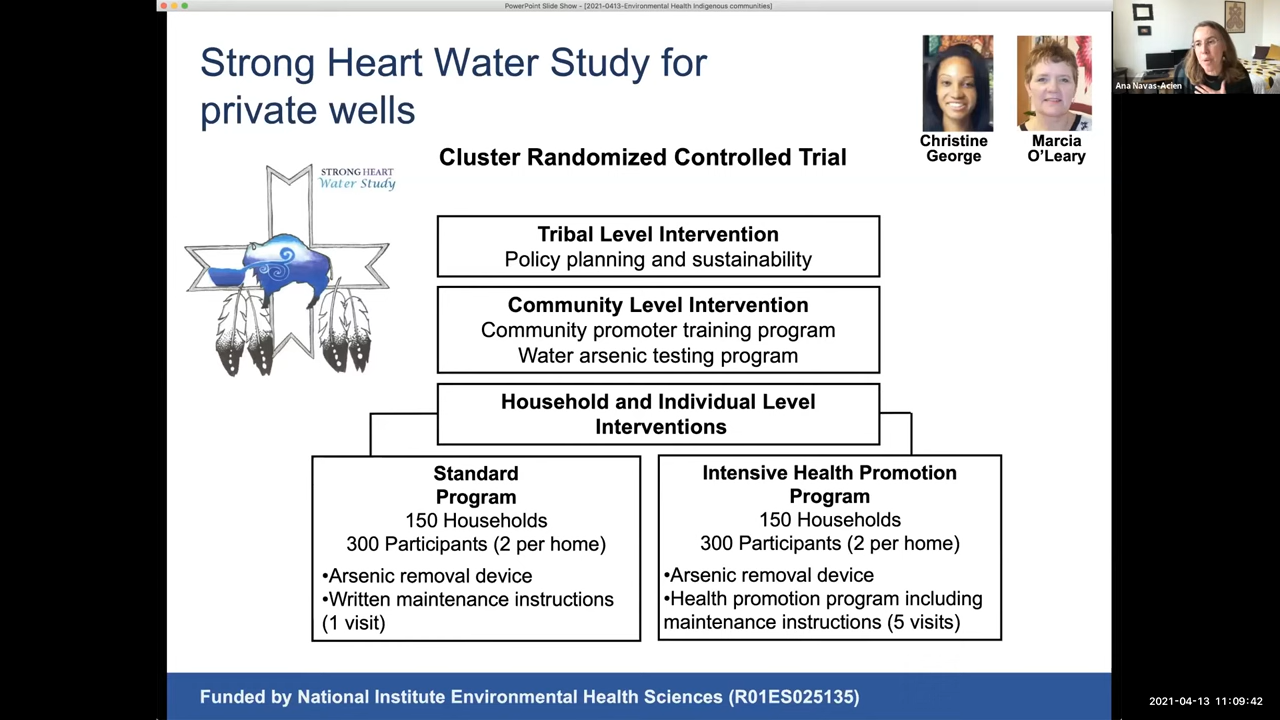 PowerPoint Slide Show - [2021-0413-Environmental Health Indigenous communities]
Strong Heart Water Study for
private wells
Christine
George
Marcia
O'Leary
Ana Navas-Acien
Cluster Randomized Controlled Trial
STRONG HEART
Water Study
Tribal Level Intervention
Policy planning and sustainability
Community Level Intervention
Community promoter training program
Water arsenic testing program
Household and Individual Level
Interventions
Standard
Program
150 Households
300 Participants (2 per home)
•Arsenic removal device
•Written maintenance instructions
(1 visit)
Intensive Health Promotion
Program
150 Households
300 Participants (2 per home)
•Arsenic removal device
•Health promotion program including
maintenance instructions (5 visits)
Funded by National Institute Environmental Health Sciences (R01ES025135)
2021-04-13 11:09:42